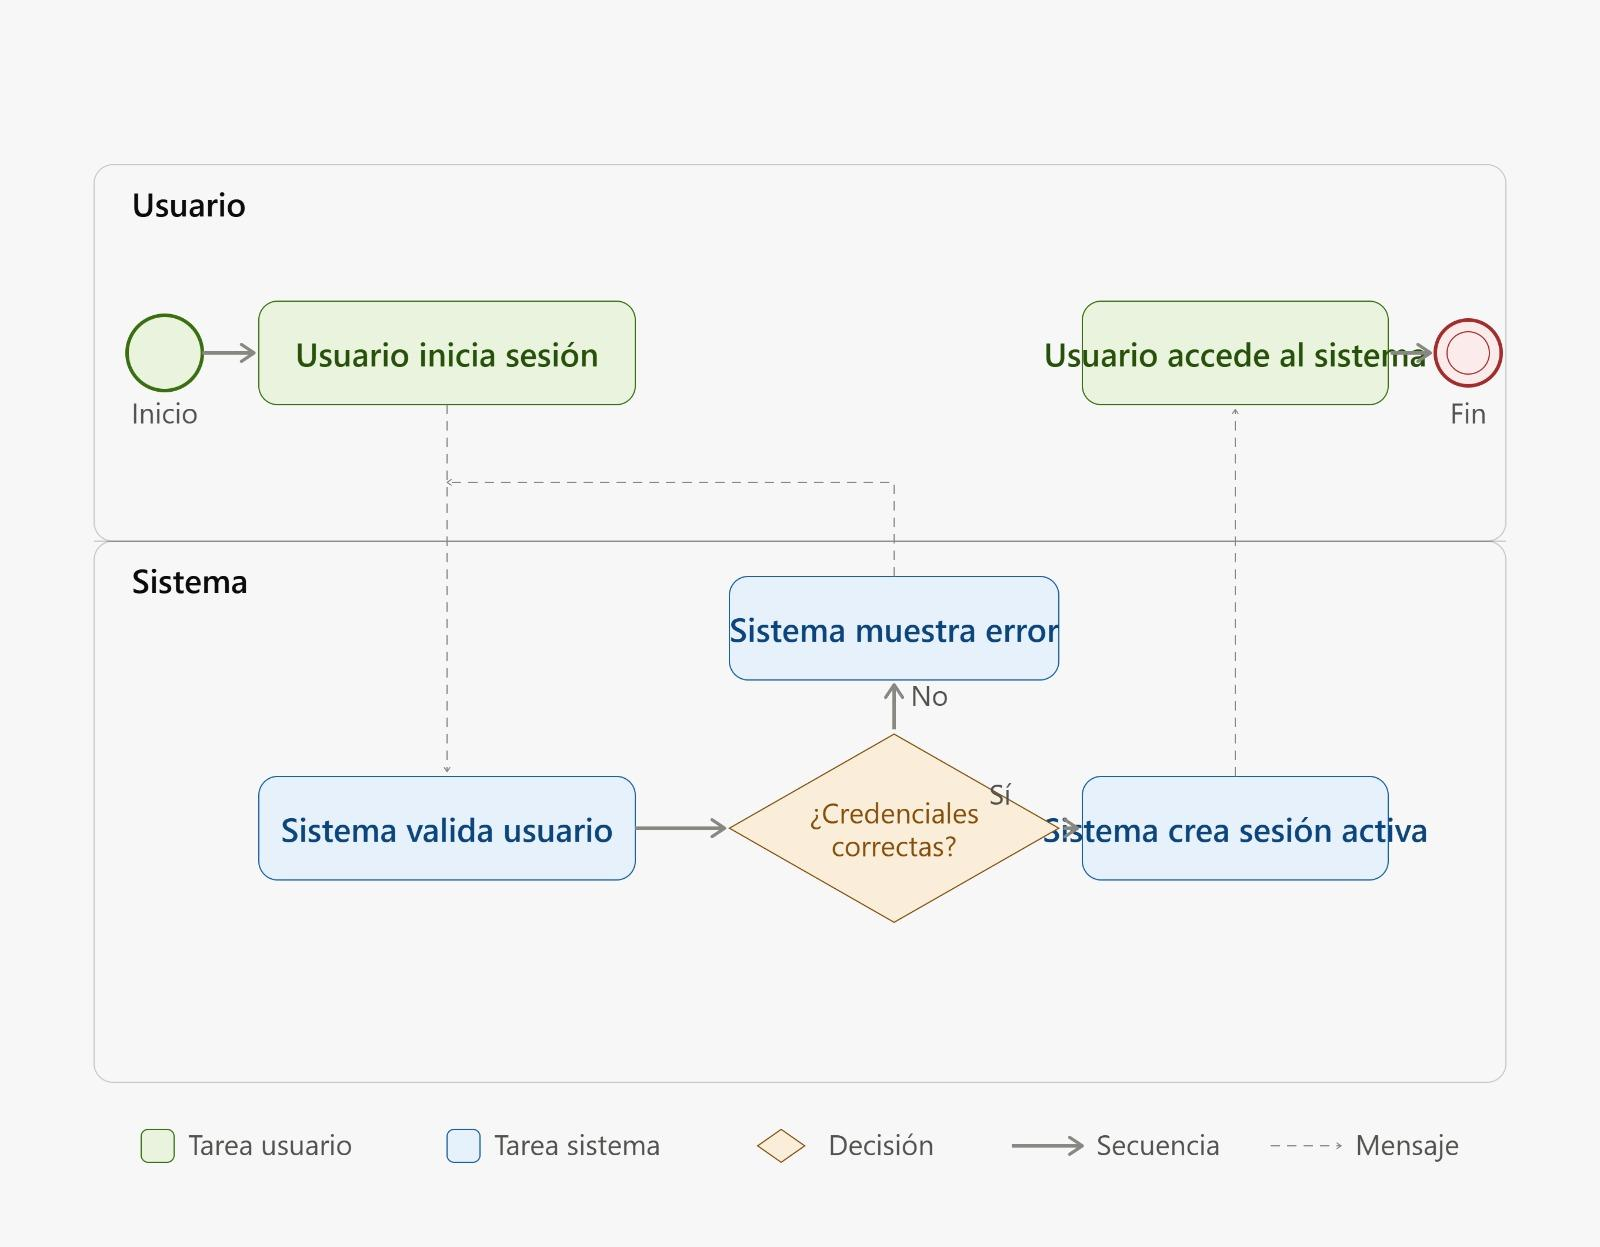 Usuario
Usuario inicia sesión
Usuario accede al sistema
Inicio
Fin
Sistema
Sistema muestra error
No
Sí
¿Credenciales
correctas?
Sistema valida usuario
Sistema crea sesión activa
Tarea usuario
Tarea sistema
Decisión
Secuencia
Mensaje